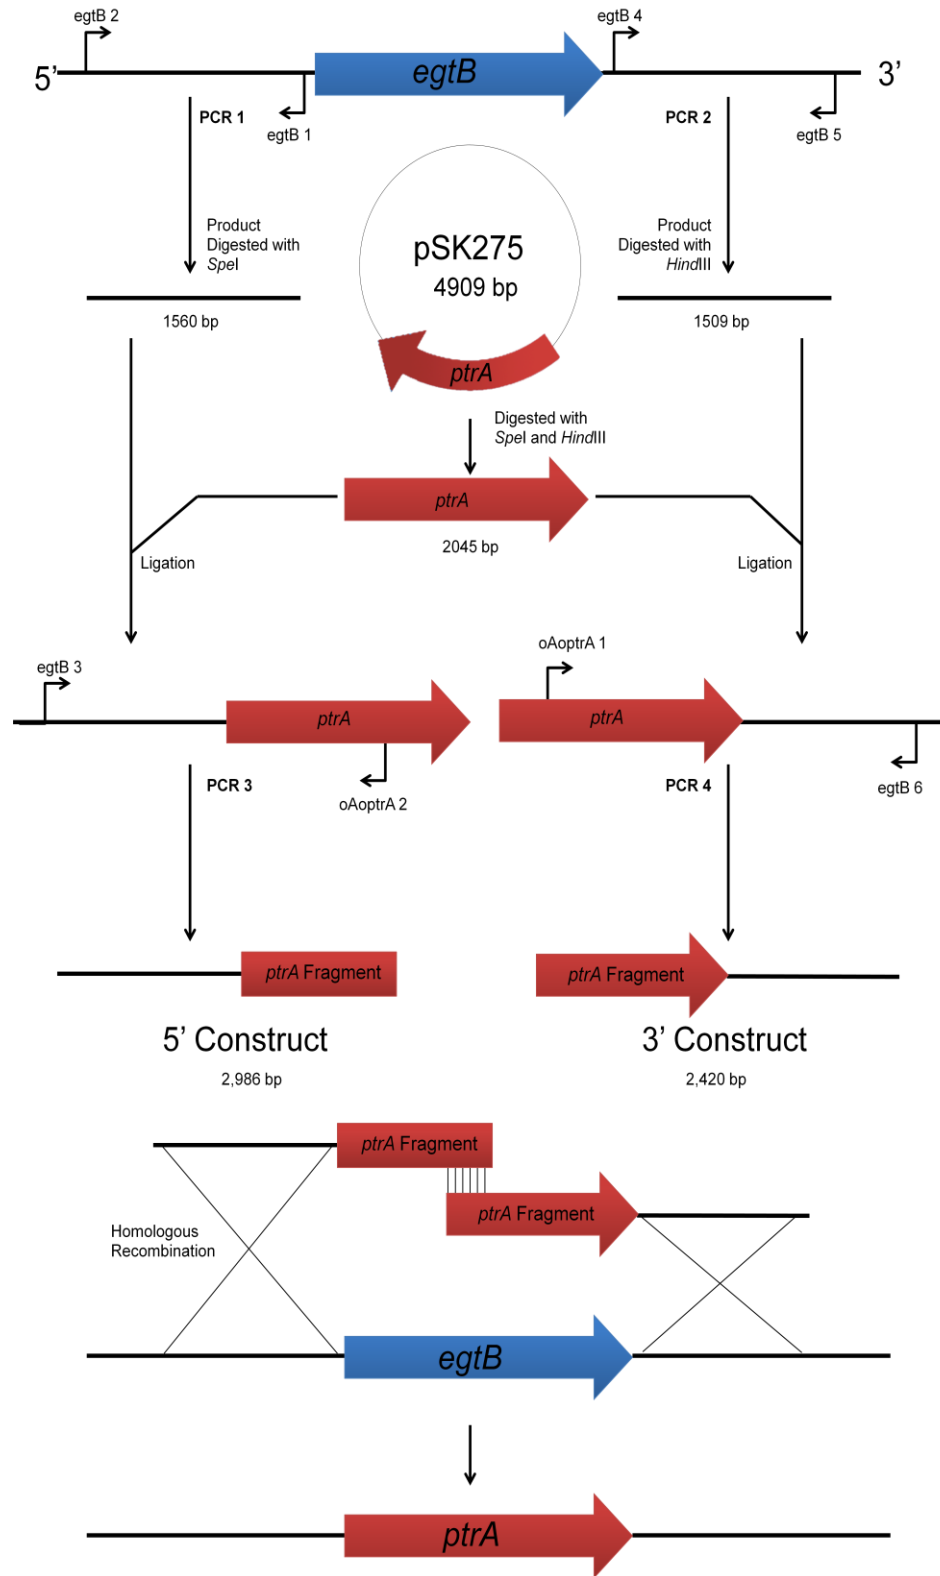 egtB 2
egtB 4
5’
egtB
3’
PCR 1
egtB 1
PCR 2
egtB 5
Product
Digested with
SpeI
pSK275
4909 bp
ptrA
Product
Digested with
HindIII
1560 bp
1509 bp
Digested with
SpeI and HindIII
ptrA
2045 bp
Ligation
Ligation
egtB 3
oAoptrA 1
ptrA
ptrA
PCR 3
oAoptrA 2
PCR 4
egtB 6
ptrA Fragment
ptrA Fragment
5’ Construct
3’ Construct
2,986 bp
2,420 bp
ptrA Fragment
ptrA Fragment
Homologous
Recombination
egtB
ptrA